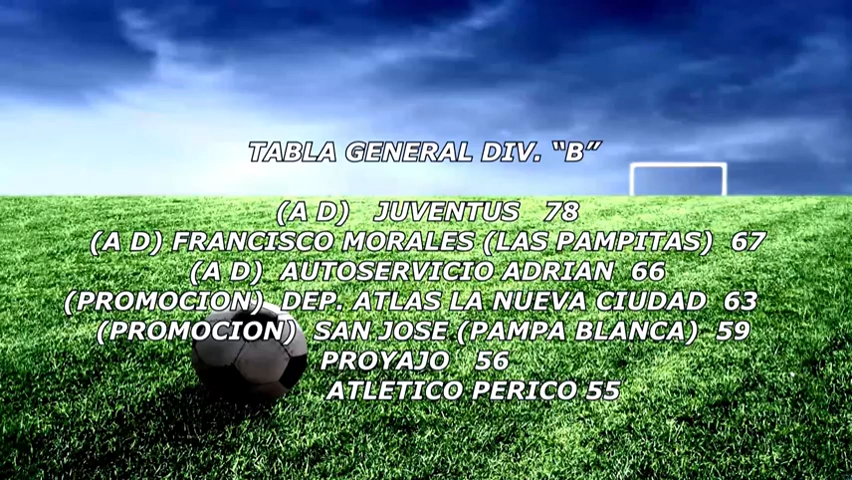 TABLA GENERAL DIV. “B”
(A D) JUVENTUS 78
(A D) FRANCISCO MORALES (LAS PAMPITAS) 67
(A D) AUTOSERVICIO ADRIAN 66
(PROMOCION) DEP. ATLAS LA NUEVA CIUDAD 63
(PROMOCION) SAN JOSE (PAMPA BLANCA) 59
PROYAJO 56
ATLETICO PERICO 55